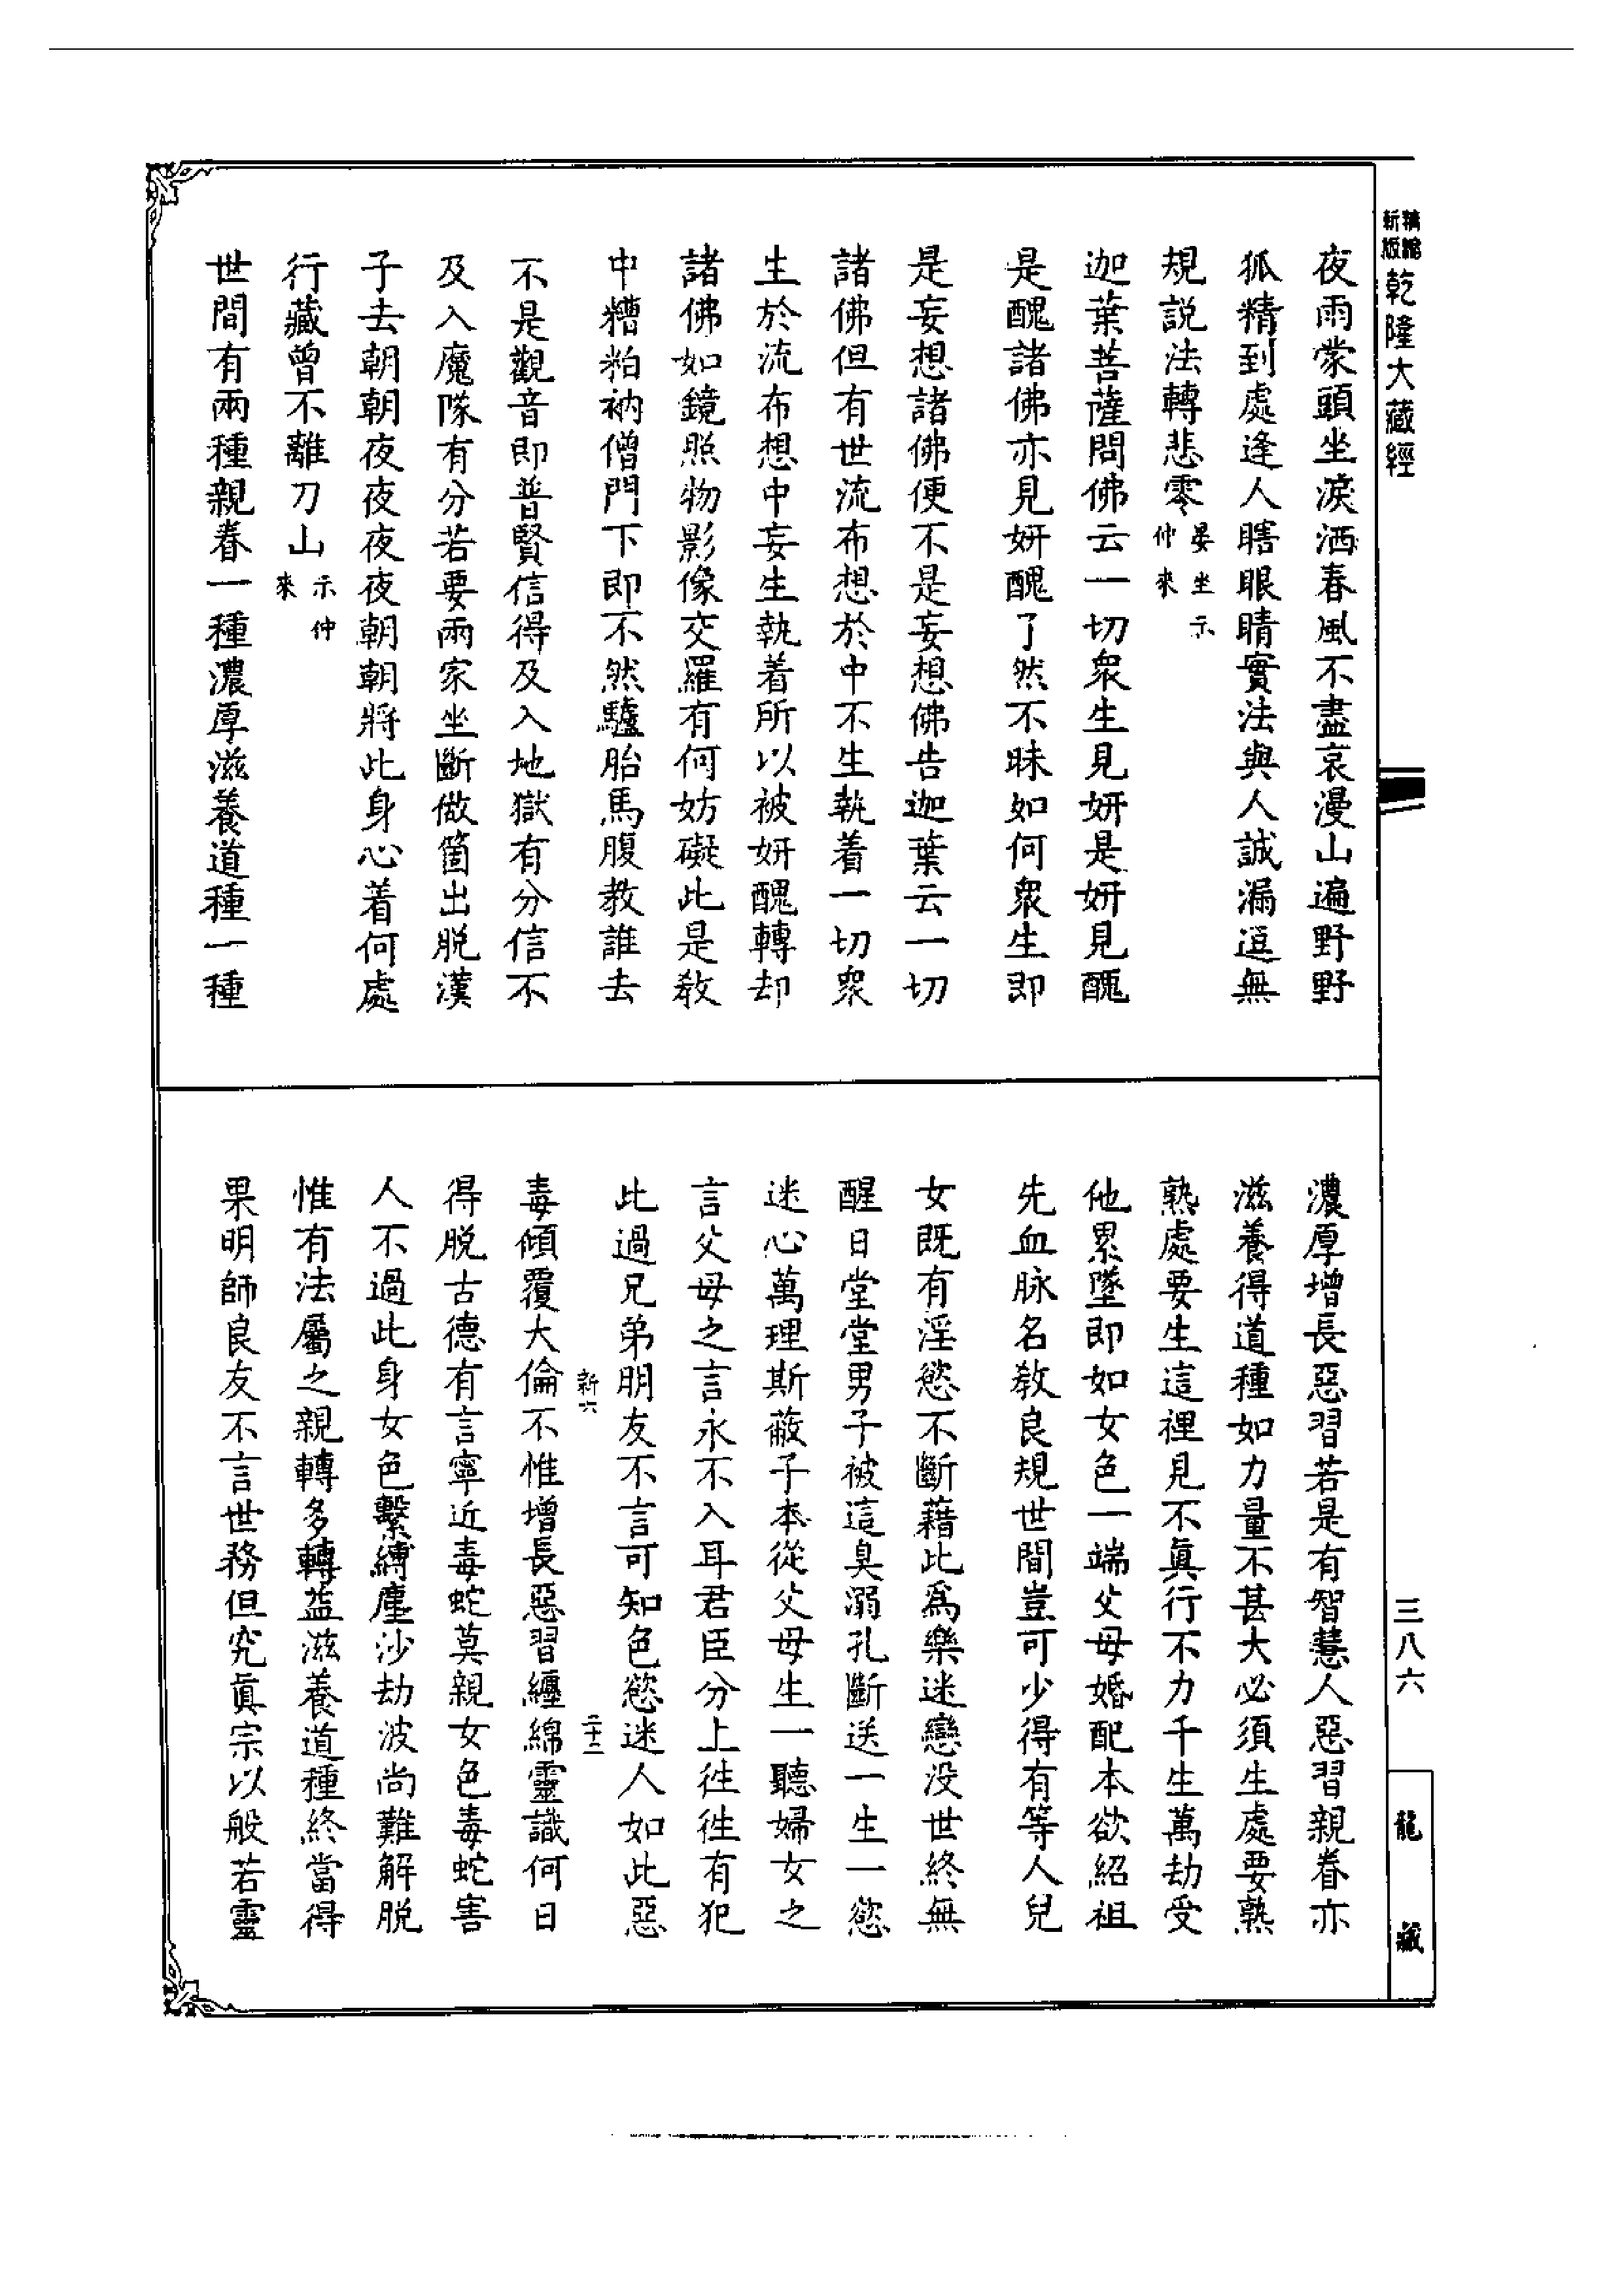 新版精縮
乾隆大藏經
夜雨蒙頭坐淚洒春風不盡哀漫山遍野野
狐精到處逢人瞎眼睛實法與人誠漏逗無
規説法轉悲零晏坐示仲來
迦葉菩薩問佛云一切衆生見妍是妍見醜
是醜諸佛亦見妍醜了然不昧如何衆生即
是妄想諸佛便不是妄想佛告迦葉云一切
諸佛但有世流布想於中不生執着一切衆
生於流布想中妄生執着所以被妍醜轉却
諸佛如鏡照物影像交羅有何妨礙此是教
中糟粕衲僧門下即不然驢胎馬腹教誰去
不是觀音即普賢信得及入地獄有分信不
及入魔隊有分若要兩家坐斷做箇出脱漢
子去朝朝夜夜夜夜朝朝將此身心着何處
行藏曾不離刀山示仲來
世間有兩種親眷一種濃厚滋養道種一種
濃厚增長惡習若是有智慧人惡習親眷亦
滋養得道種如力量不甚大必須生處要熟
熟處要生這裡見不眞行不力千生萬劫受
他累墜即如女色一端父母婚配本欲紹祖
先血脉名教良規世間豈可少得有等人兒
女既有淫慾不斷藉此爲樂迷戀没世終無
醒日堂堂男子被這臭溺孔斷送一生一慾
迷心萬理斯蔽子本從父母生一聽婦女之
言父母之言永不入耳君臣分上徃徃有犯
此過兄弟朋友不言可知色慾迷人如此惡
新六
二十二
毒傾覆大倫不惟增長惡習纏綿靈識何日
得脱古德有言寧近毒蛇莫親女色毒蛇害
人不過此身女色繫縛塵沙劫波尚難解脱
惟有法屬之親轉多轉益滋養道種終當得
果明師良友不言世務但究眞宗以般若靈
三八六
龍藏